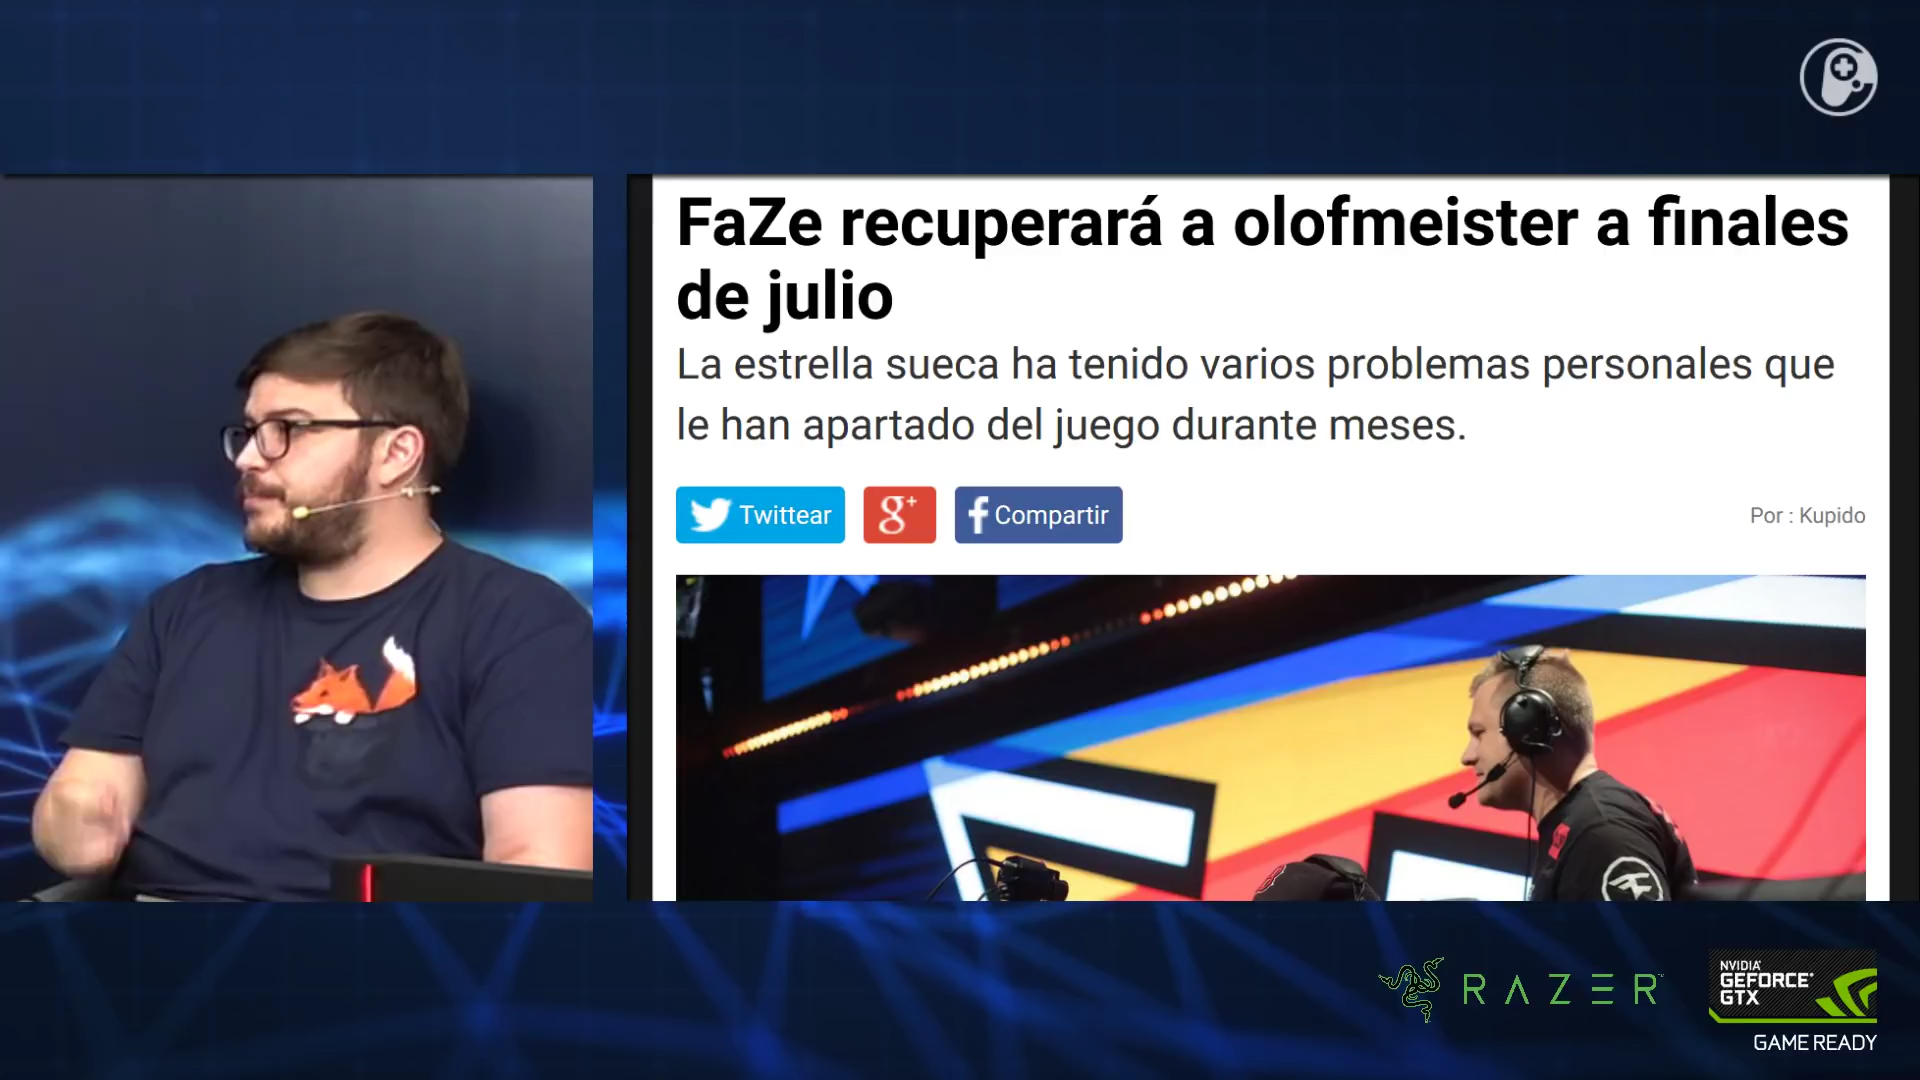 FaZe recuperará a olofmeister a finales
de julio
La estrella sueca ha tenido varios problemas personales que
le han apartado del juego durante meses.
Twittear
g+
f Compartir
Por : Kupido
RAZER
NVIDIA
GEFORCE
GTX
GAME READY